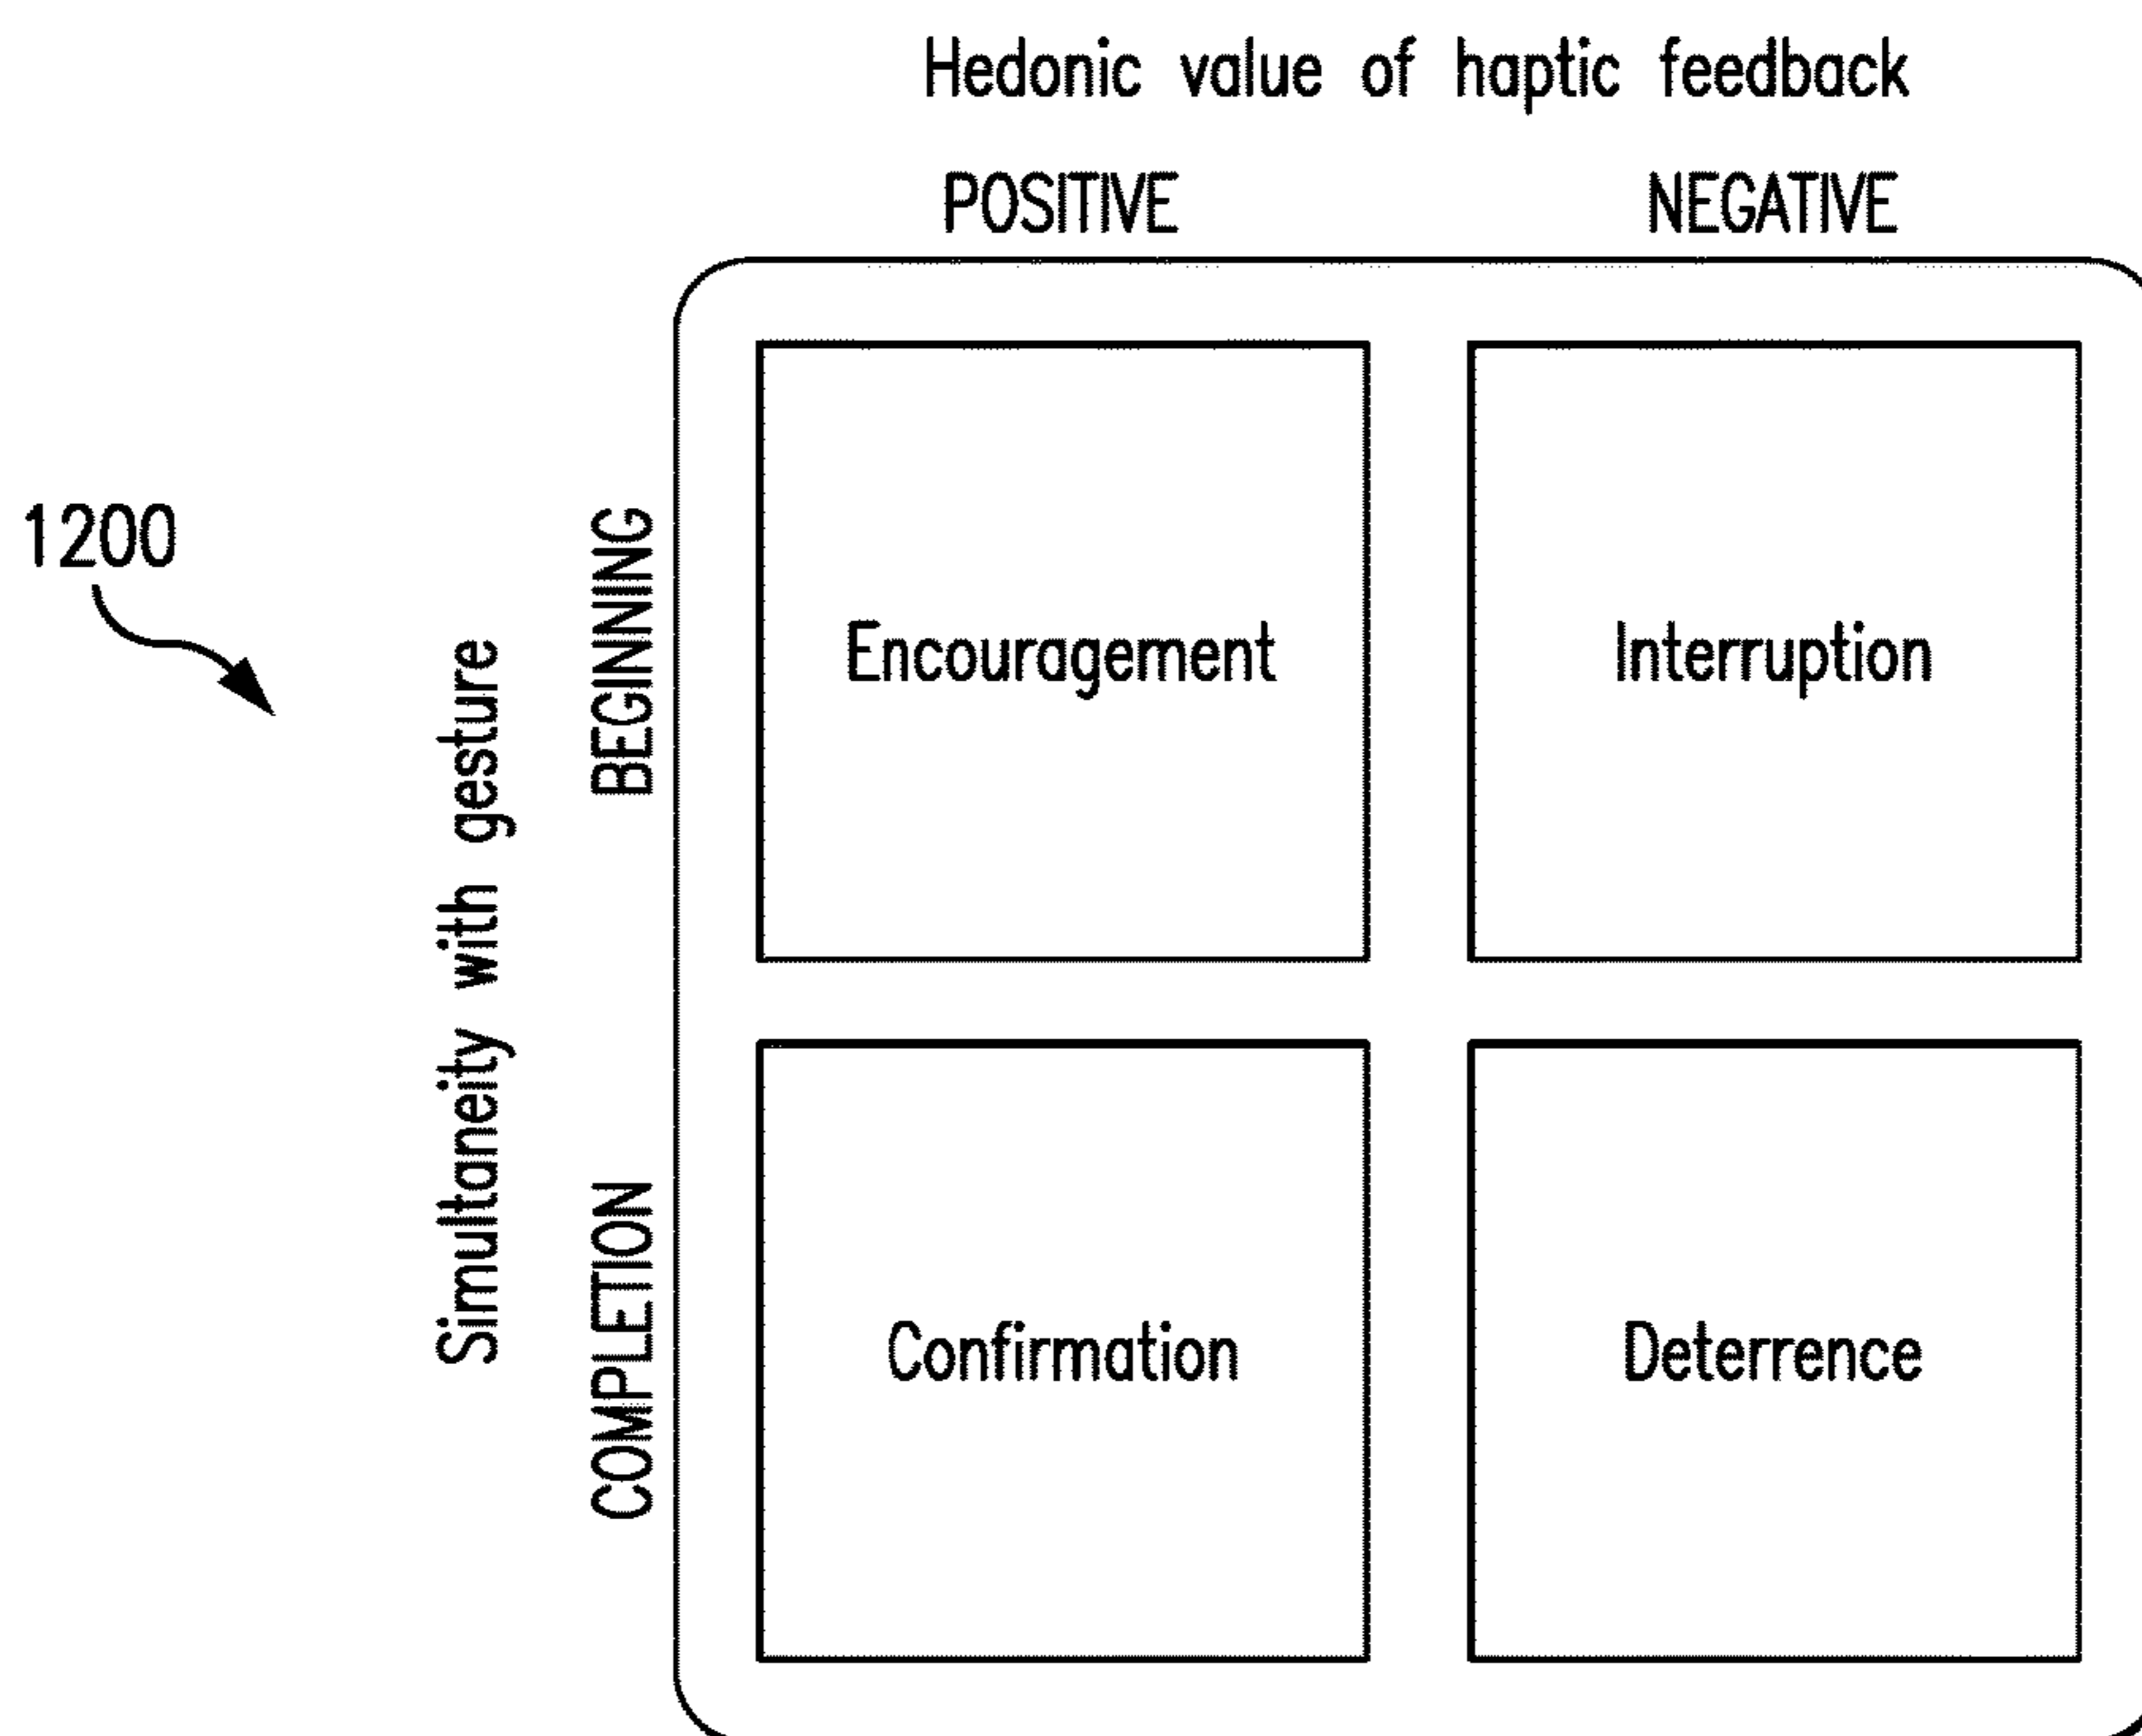 Hedonic value of haptic feedback
POSITIVE NEGATIVE
1200
Simultaneity with gesture
BEGINNING
Encouragement
Interruption
COMPLETION
Confirmation
Deterrence